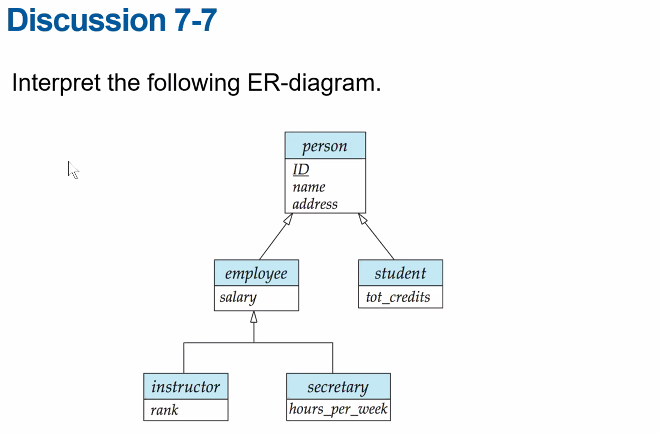 Discussion 7-7
Interpret the following ER-diagram.
person
ID
name
address
employee
salary
student
tot_credits
instructor
rank
secretary
hours_per_week